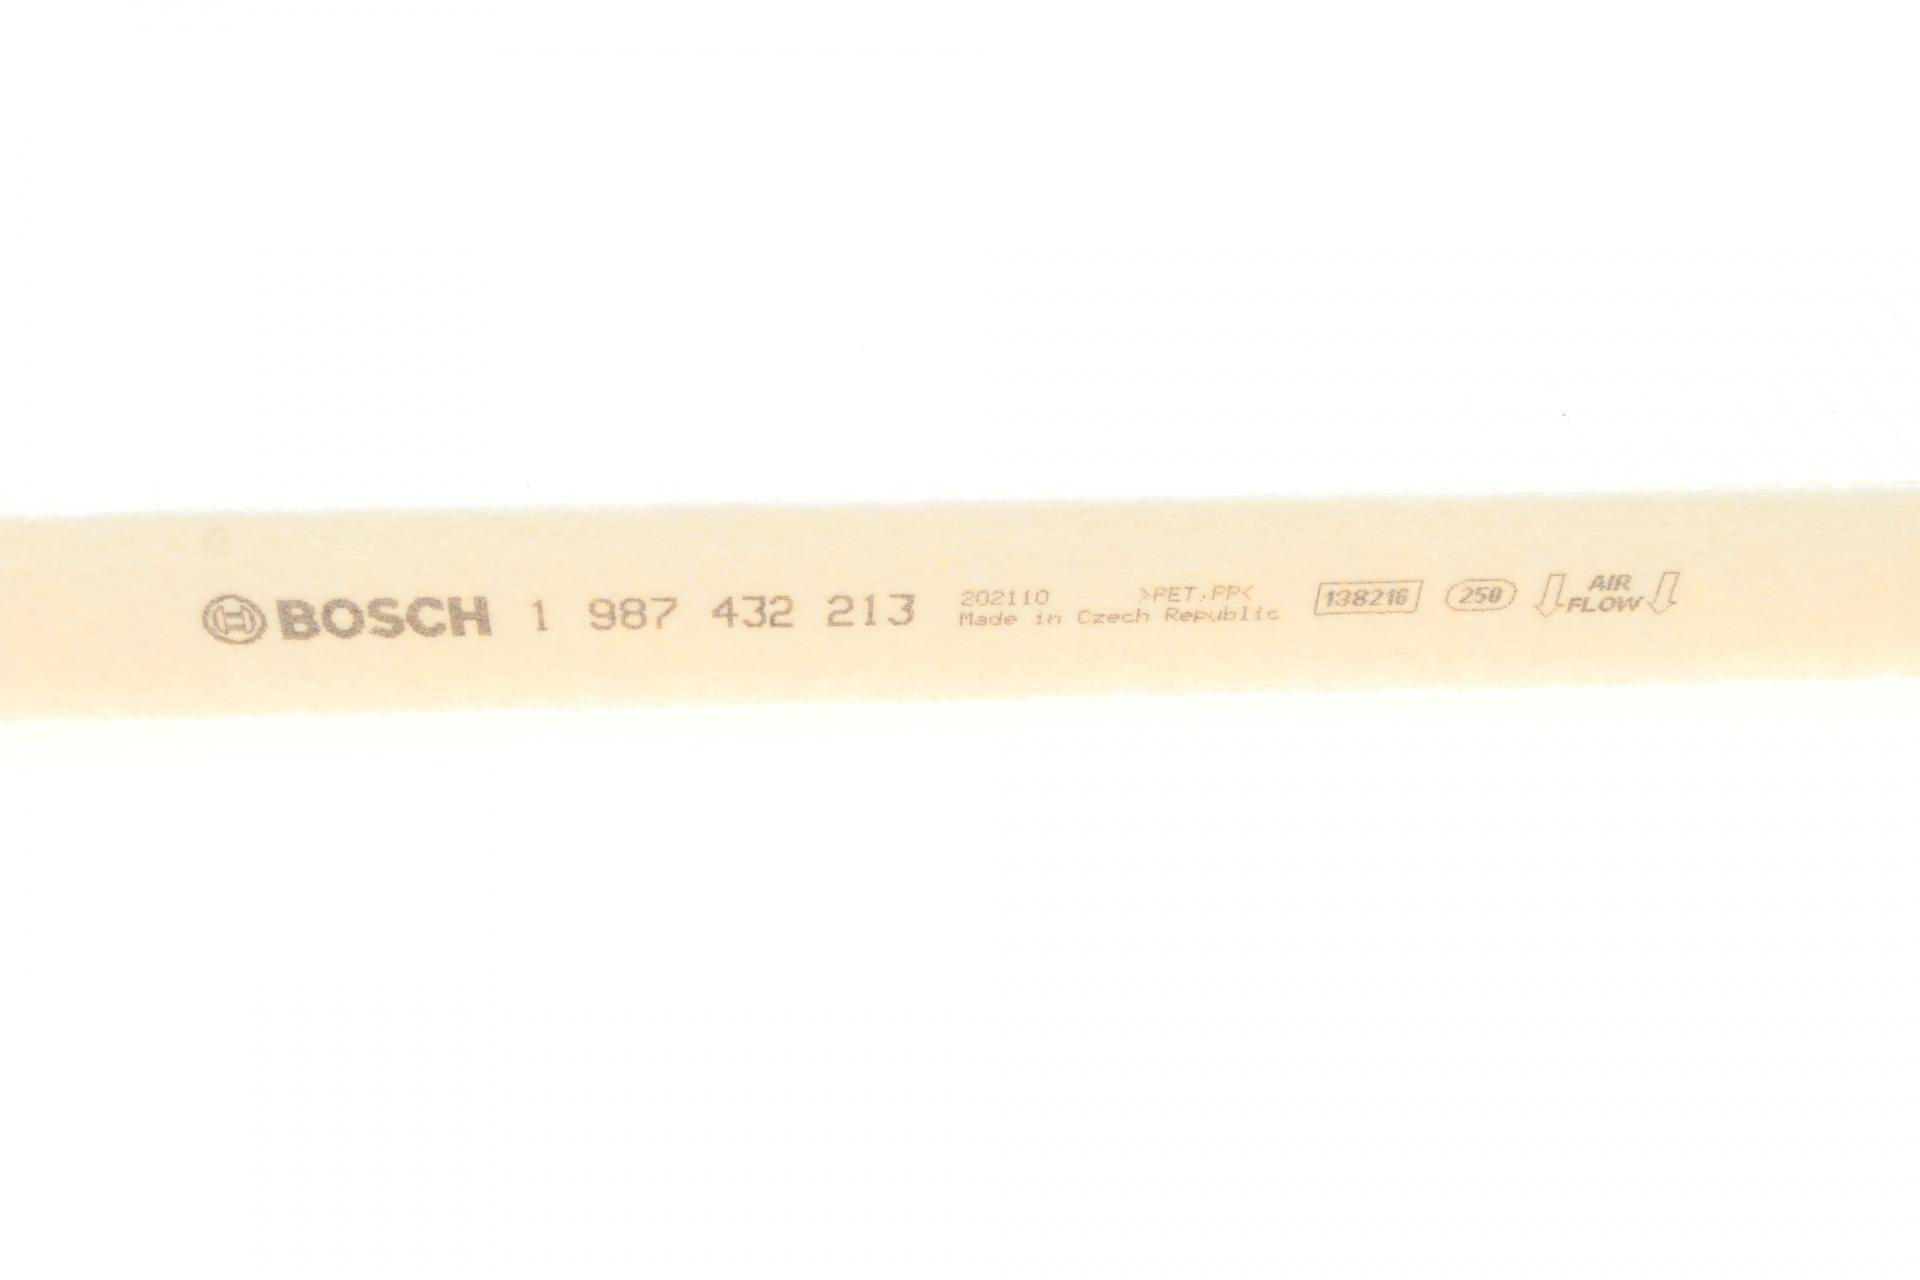 BOSCH 1 987 432 213
202110 >PET,PP<
Made in Czech Republic
138216
250
AIR
FLOW